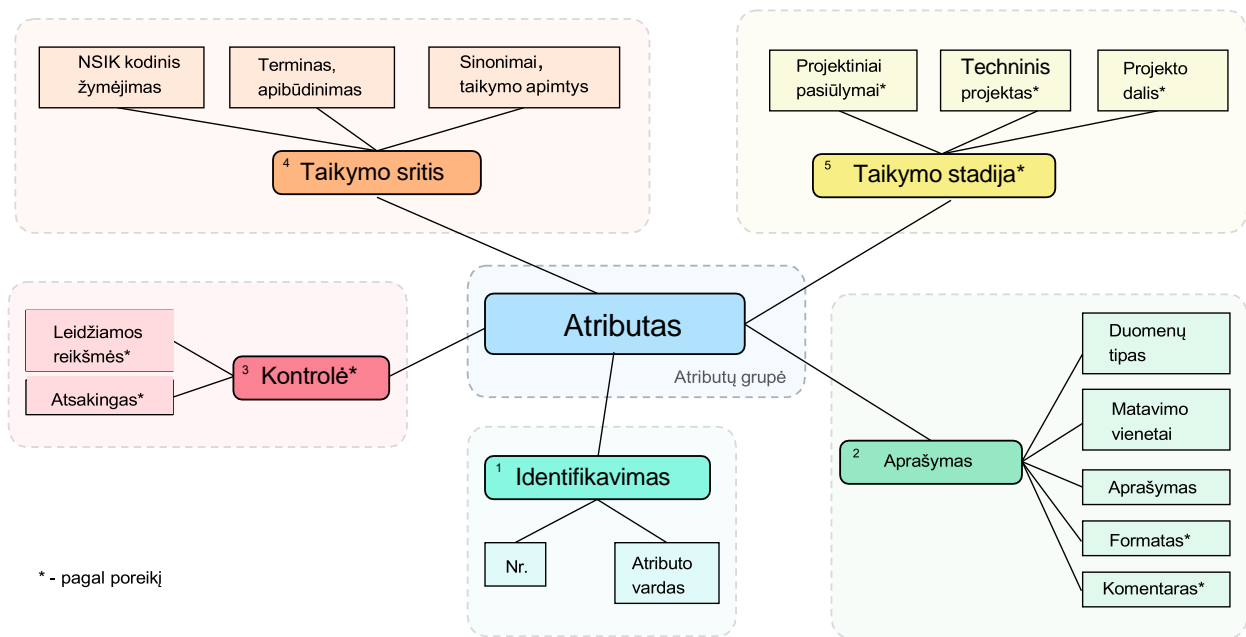 NSIK kodinis
žymėjimas
Terminas,
apibūdinimas
Sinonimai,
taikymo apimtys
4 Taikymo sritis
Projektiniai
pasiūlymai*
Techninis
projektas*
Projekto
dalis*
5 Taikymo stadija*
Atributas
Atributų grupė
Leidžiamos
reikšmės*
Atsakingas*
3 Kontrolė*
1 Identifikavimas
Nr.
Atributo
vardas
2 Aprašymas
Duomenų
tipas
Matavimo
vienetai
Aprašymas
Formatas*
Komentaras*
* - pagal poreikį